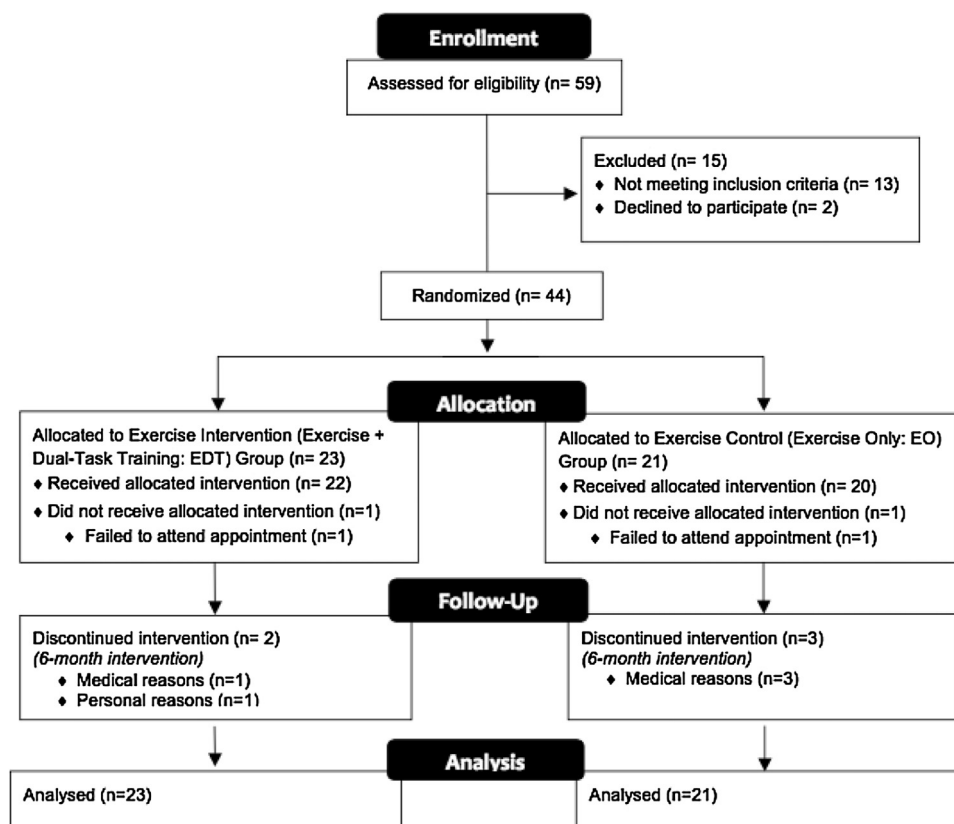 Enrollment
Assessed for eligibility (n= 59)
Excluded (n= 15)
♦ Not meeting inclusion criteria (n= 13)
♦ Declined to participate (n= 2)
Randomized (n= 44)
Allocation
Allocated to Exercise Intervention (Exercise +
Dual-Task Training: EDT) Group (n= 23)
♦ Received allocated intervention (n= 22)
♦ Did not receive allocated intervention (n=1)
♦ Failed to attend appointment (n=1)
Allocated to Exercise Control (Exercise Only: EO)
Group (n= 21)
♦ Received allocated intervention (n= 20)
♦ Did not receive allocated intervention (n=1)
♦ Failed to attend appointment (n=1)
Follow-Up
Discontinued intervention (n= 2)
(6-month intervention)
♦ Medical reasons (n=1)
♦ Personal reasons (n=1)
Discontinued intervention (n=3)
(6-month intervention)
♦ Medical reasons (n=3)
Analysis
Analysed (n=23)
Analysed (n=21)